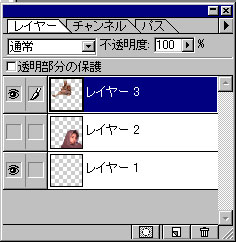 レイヤー チャンネル パス
通常 不透明度: 100 %
透明部分の保護
レイヤー 3
レイヤー 2
レイヤー 1